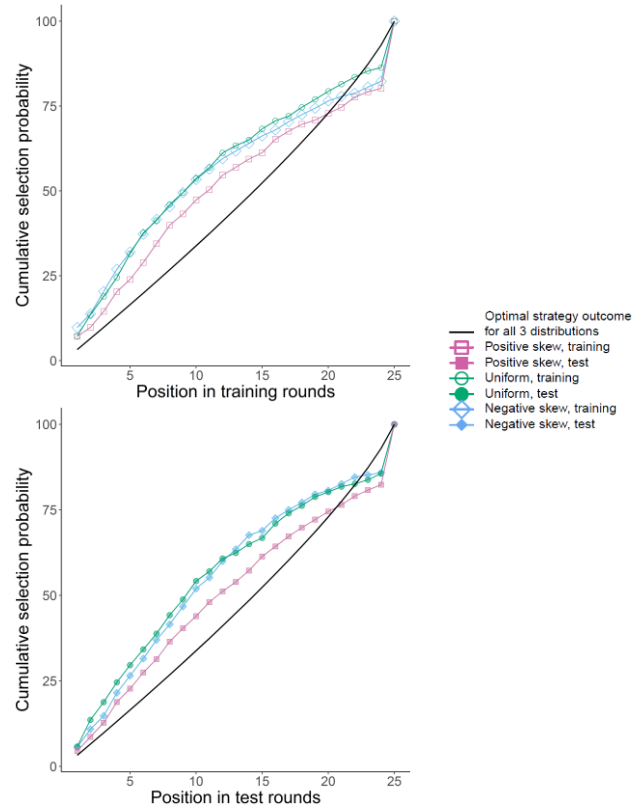 100
75
50
25
0
Cumulative selection probability
5
10
15
20
25
Position in training rounds
Optimal strategy outcome
for all 3 distributions
Positive skew, training
Positive skew, test
Uniform, training
Uniform, test
Negative skew, training
Negative skew, test
100
75
50
25
0
Cumulative selection probability
5
10
15
20
25
Position in test rounds